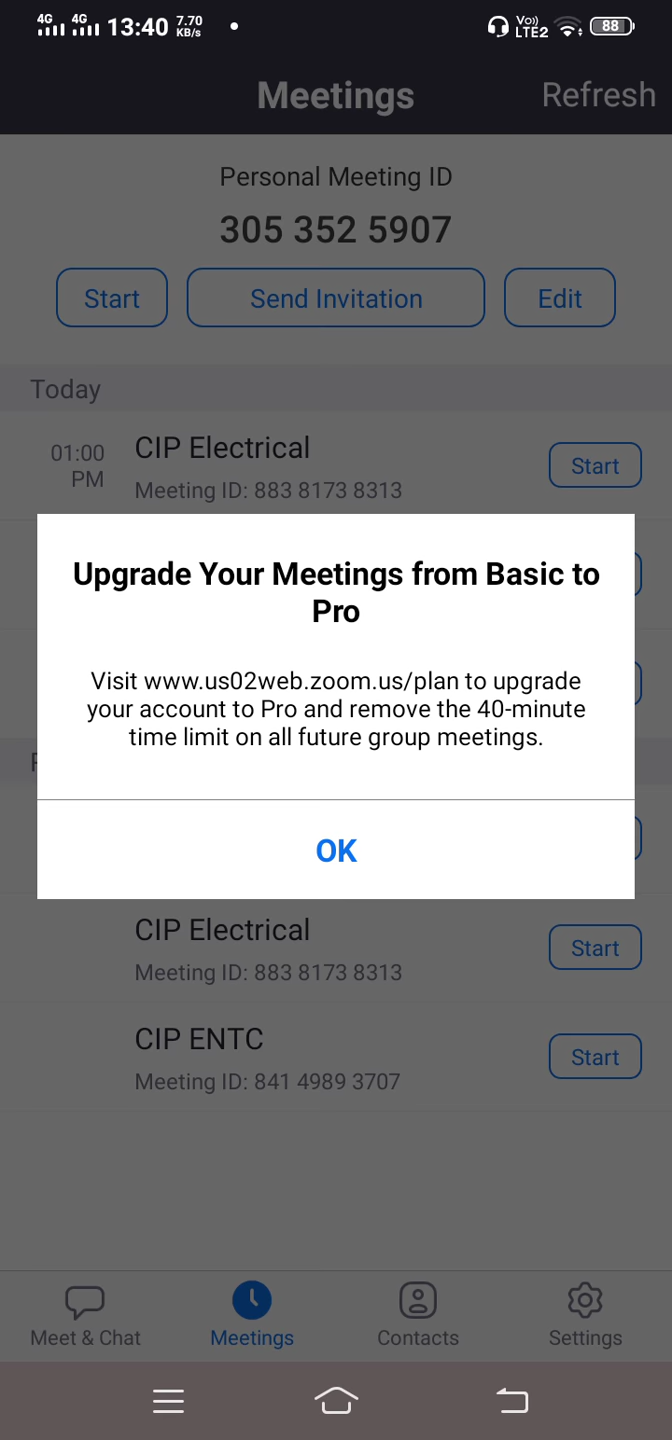 4G 4G 13:40 7.70 KB/s Vo)) LTE2 88
Meetings Refresh
Personal Meeting ID
305 352 5907
Start Send Invitation Edit
Today
01:00 PM CIP Electrical Start
Meeting ID: 883 8173 8313
Upgrade Your Meetings from Basic to
Pro
Visit www.us02web.zoom.us/plan to upgrade
your account to Pro and remove the 40-minute
time limit on all future group meetings.
OK
CIP Electrical Start
Meeting ID: 883 8173 8313
CIP ENTC Start
Meeting ID: 841 4989 3707
Meet & Chat Meetings Contacts Settings